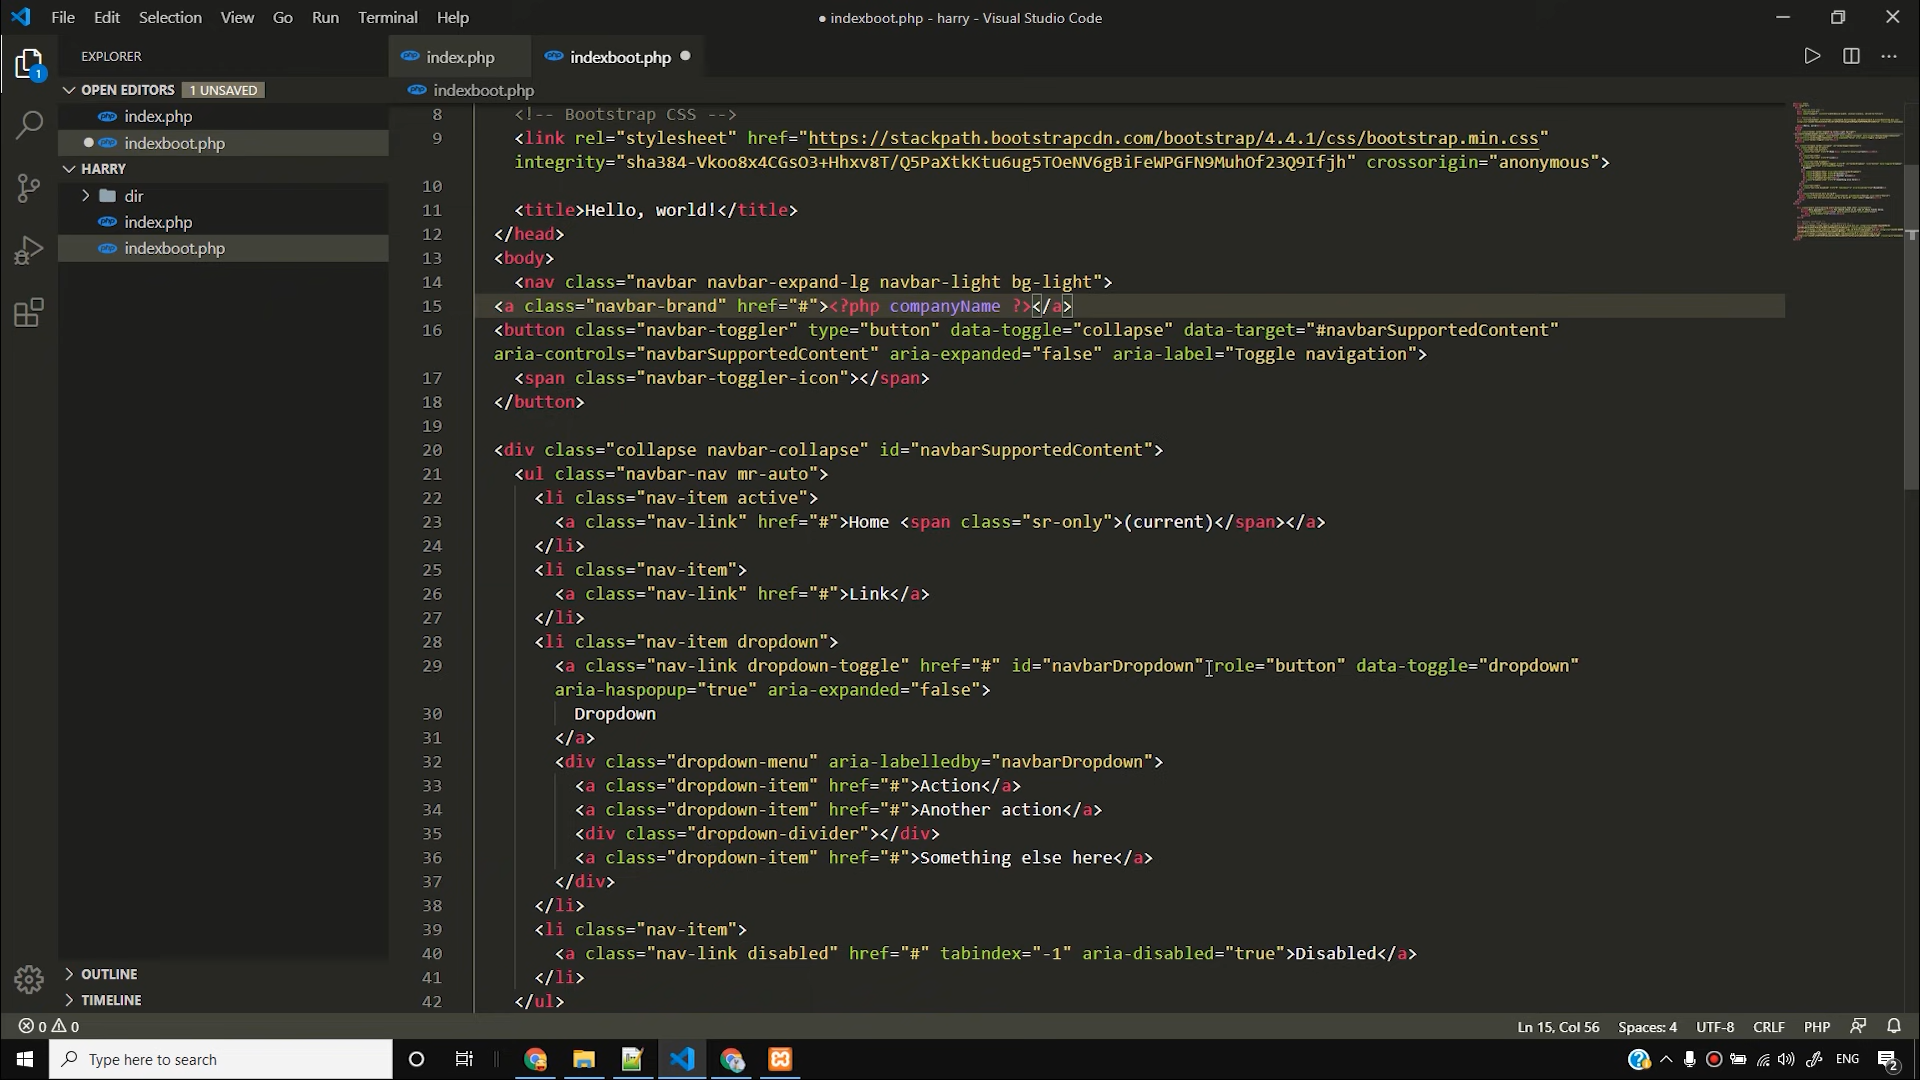 File Edit Selection View Go Run Terminal Help
● indexboot.php - harry - Visual Studio Code
EXPLORER
1
OPEN EDITORS 1 UNSAVED
index.php
indexboot.php
HARRY
dir
index.php
indexboot.php
OUTLINE
TIMELINE
index.php indexboot.php
indexboot.php
8 <!-- Bootstrap CSS -->
9 <link rel="stylesheet" href="https://stackpath.bootstrapcdn.com/bootstrap/4.4.1/css/bootstrap.min.css"
integrity="sha384-Vkoo8x4CGsO3+Hhxv8T/Q5PaXtkKtu6ug5TOeNV6gBiFeWPGFN9MuhOf23Q9Ifjh" crossorigin="anonymous">
10
11 <title>Hello, world!</title>
12 </head>
13 <body>
14 <nav class="navbar navbar-expand-lg navbar-light bg-light">
15 <a class="navbar-brand" href="#"><?php companyName ?></a>
16 <button class="navbar-toggler" type="button" data-toggle="collapse" data-target="#navbarSupportedContent"
aria-controls="navbarSupportedContent" aria-expanded="false" aria-label="Toggle navigation">
17 <span class="navbar-toggler-icon"></span>
18 </button>
19
20 <div class="collapse navbar-collapse" id="navbarSupportedContent">
21 <ul class="navbar-nav mr-auto">
22 <li class="nav-item active">
23 <a class="nav-link" href="#">Home <span class="sr-only">(current)</span></a>
24 </li>
25 <li class="nav-item">
26 <a class="nav-link" href="#">Link</a>
27 </li>
28 <li class="nav-item dropdown">
29 <a class="nav-link dropdown-toggle" href="#" id="navbarDropdown" role="button" data-toggle="dropdown"
aria-haspopup="true" aria-expanded="false">
30 Dropdown
31 </a>
32 <div class="dropdown-menu" aria-labelledby="navbarDropdown">
33 <a class="dropdown-item" href="#">Action</a>
34 <a class="dropdown-item" href="#">Another action</a>
35 <div class="dropdown-divider"></div>
36 <a class="dropdown-item" href="#">Something else here</a>
37 </div>
38 </li>
39 <li class="nav-item">
40 <a class="nav-link disabled" href="#" tabindex="-1" aria-disabled="true">Disabled</a>
41 </li>
42 </ul>
0 0 Ln 15, Col 56 Spaces: 4 UTF-8 CRLF PHP
Type here to search
ENG 2